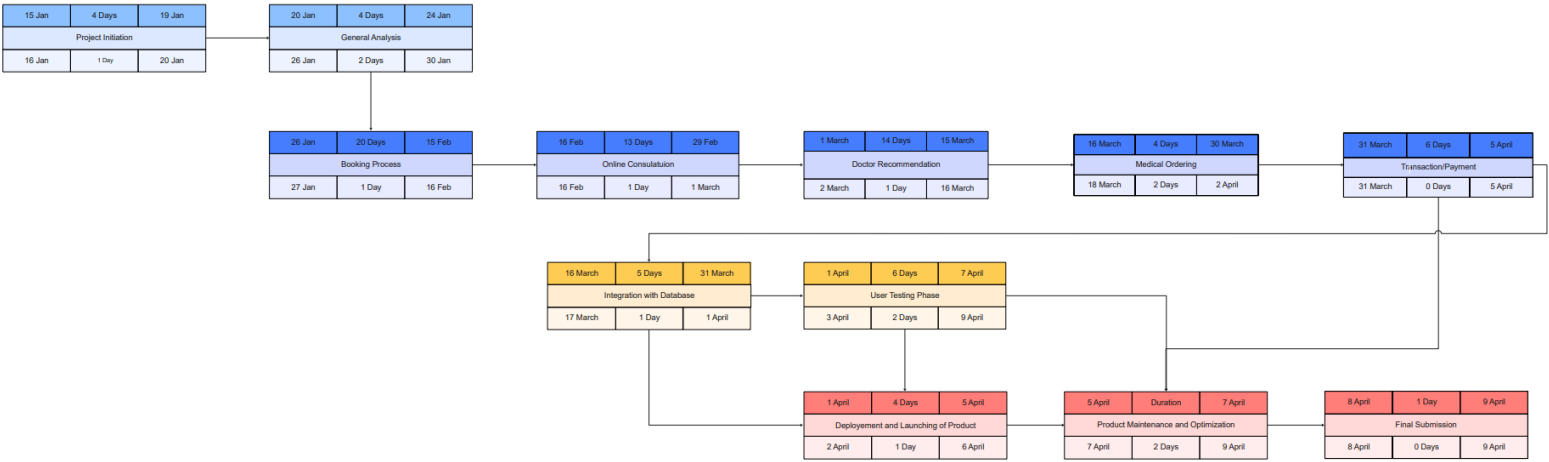 15 Jan 4 Days 19 Jan
Project Initiation
16 Jan 1 Day 20 Jan
20 Jan 4 Days 24 Jan
General Analysis
26 Jan 2 Days 30 Jan
26 Jan 20 Days 15 Feb
Booking Process
27 Jan 1 Day 16 Feb
16 Feb 13 Days 29 Feb
Online Consulatuion
16 Feb 1 Day 1 March
1 March 14 Days 15 March
Doctor Recommendation
2 March 1 Day 16 March
16 March 4 Days 30 March
Medical Ordering
18 March 2 Days 2 April
31 March 6 Days 5 April
Transaction/Payment
31 March 0 Days 5 April
16 March 5 Days 31 March
Integration with Database
17 March 1 Day 1 April
1 April 6 Days 7 April
User Testing Phase
3 April 2 Days 9 April
1 April 4 Days 5 April
Deployement and Launching of Product
2 April 1 Day 6 April
5 April Duration 7 April
Product Maintenance and Optimization
7 April 2 Days 9 April
8 April 1 Day 9 April
Final Submission
8 April 0 Days 9 April